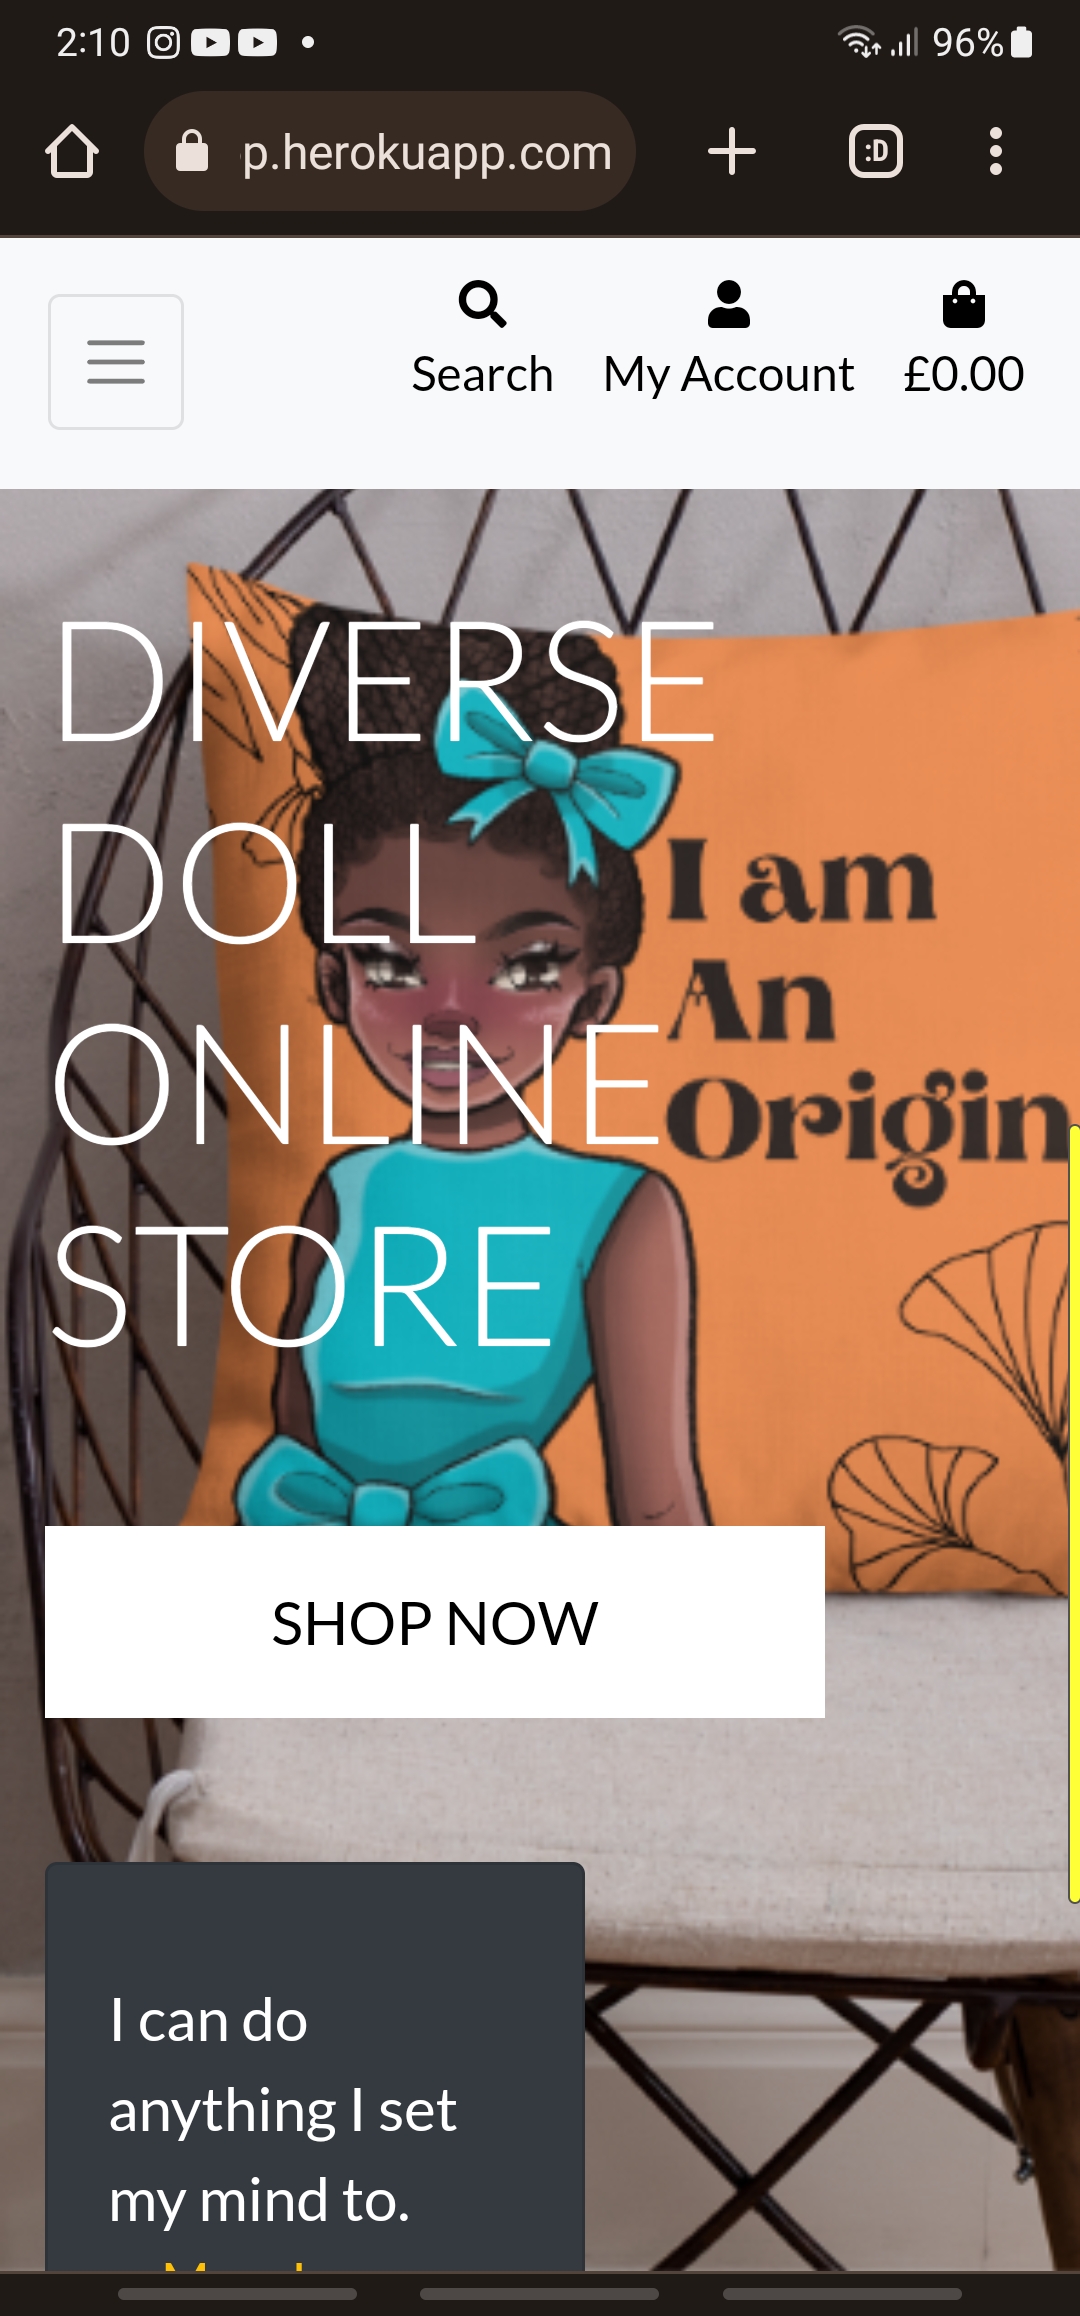 2:10
96%
p.herokuapp.com
:D
Search My Account £0.00
DIVERSE
DOLL
ONLINE
STORE
I am
An
Origin
SHOP NOW
I can do
anything I set
my mind to.